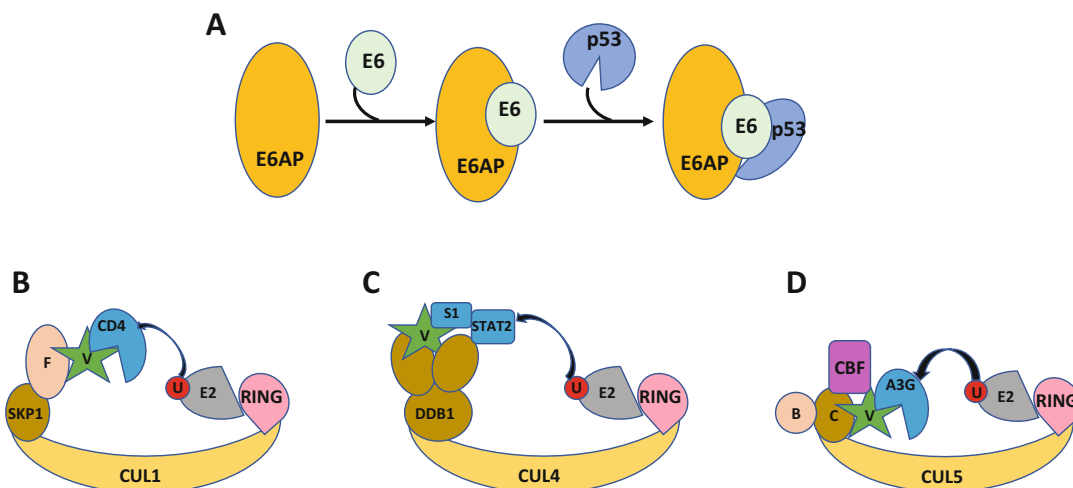 A
E6
p53
E6AP
E6
E6AP
E6
p53
E6AP
B
C
D
F
V
CD4
SKP1
U
E2
RING
CUL1
V
S1
STAT2
DDB1
U
E2
RING
CUL4
CBF
B
C
V
A3G
U
E2
RING
CUL5